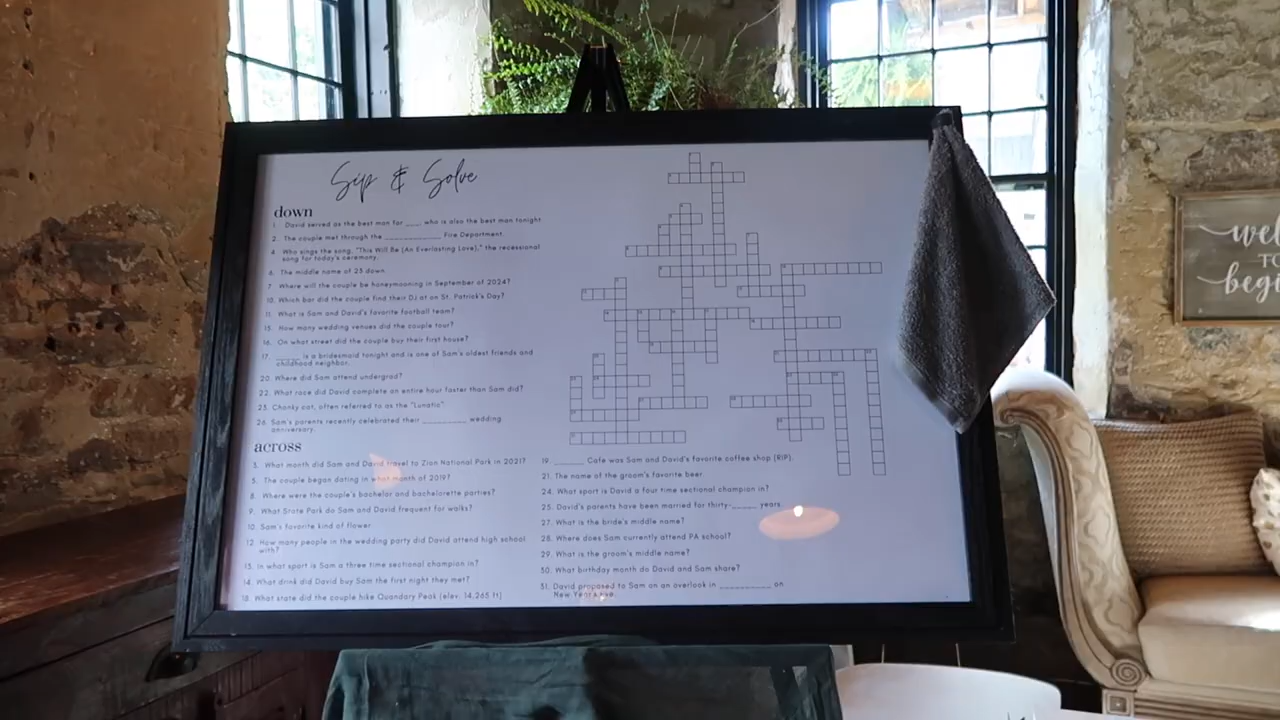 Sip & Solve
down
1. David served as the best man for ____ who is also the best man tonight
2. The couple met through the __________ Fire Department.
4. Who sings the song, "This Will Be (An Everlasting Love)," the recessional
song for today's ceremony.
6. The middle name of 23 down.
7. Where will the couple be honeymooning in September of 2024?
10. Which bar did the couple find their DJ at on St. Patrick's Day?
11. What is Sam and David's favorite football team?
15. How many wedding venues did the couple tour?
16. On what street did the couple buy their first house?
17. _____ is a bridesmaid tonight and is one of Sam's oldest friends and
childhood neighbor.
20. Where did Sam attend undergrad?
22. What race did David complete an entire hour faster than Sam did?
23. Chonky cat, often referred to as the "Lunatic".
26. Sam's parents recently celebrated their ________ wedding
anniversary.
across
3. What month did Sam and David travel to Zion National Park in 2021?
5. The couple began dating in what month of 2019?
8. Where were the couple's bachelor and bachelorette parties?
9. What State Park do Sam and David frequent for walks?
10. Sam's favorite kind of flower
12. How many people in the wedding party did David attend high school
with?
13. In what sport is Sam a three time sectional champion in?
14. What drink did David buy Sam the first night they met?
18. What state did the couple hike Quandary Peak (elev. 14,265 ft)
19. ______ Cafe was Sam and David's favorite coffee shop (RIP).
21. The name of the groom's favorite beer.
24. What sport is David a four time sectional champion in?
25. David's parents have been married for thirty-_____ years
27. What is the bride's middle name?
28. Where does Sam currently attend PA school?
29. What is the groom's middle name?
30. What birthday month do David and Sam share?
31. David proposed to Sam on an overlook in __________ on
New Year's Eve.
TO